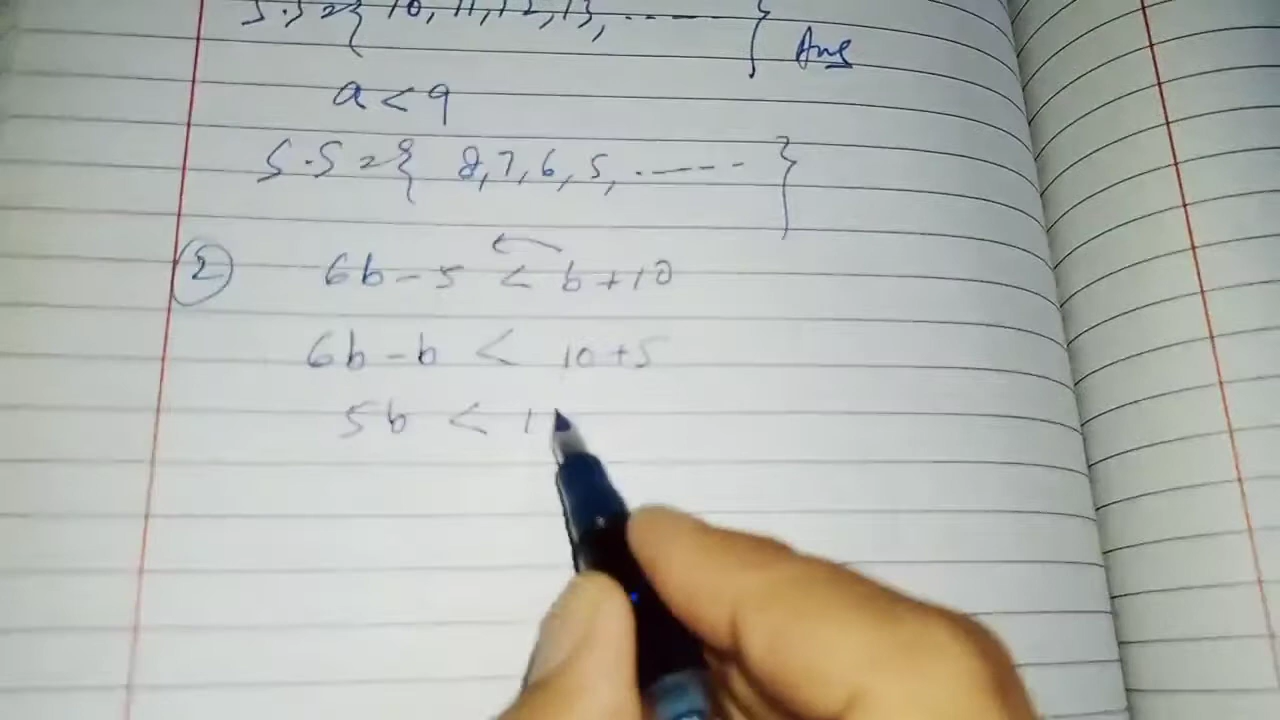 S.S = { 10, 11, 12, 13, ...... } Ans
a < 9
S.S = { 8, 7, 6, 5, ...... }
2 6b - 5 < b + 10
6b - b < 10 + 5
5b < 1